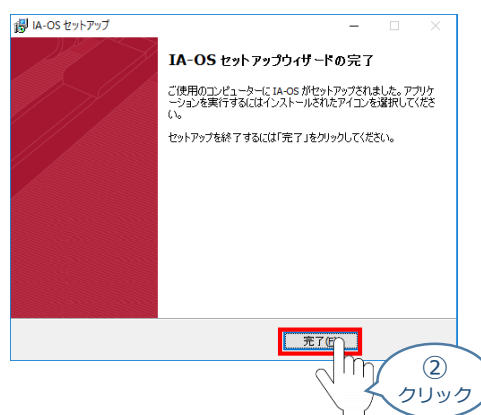 IA-OS セットアップ
IA-OS セットアップウィザードの完了
ご使用のコンピューターに IA-OS がセットアップされました。アプリケ
ーションを実行するにはインストールされたアイコンを選択してくださ
い。
セットアップを終了するには「完了」をクリックしてください。
完了(F)
②
クリック